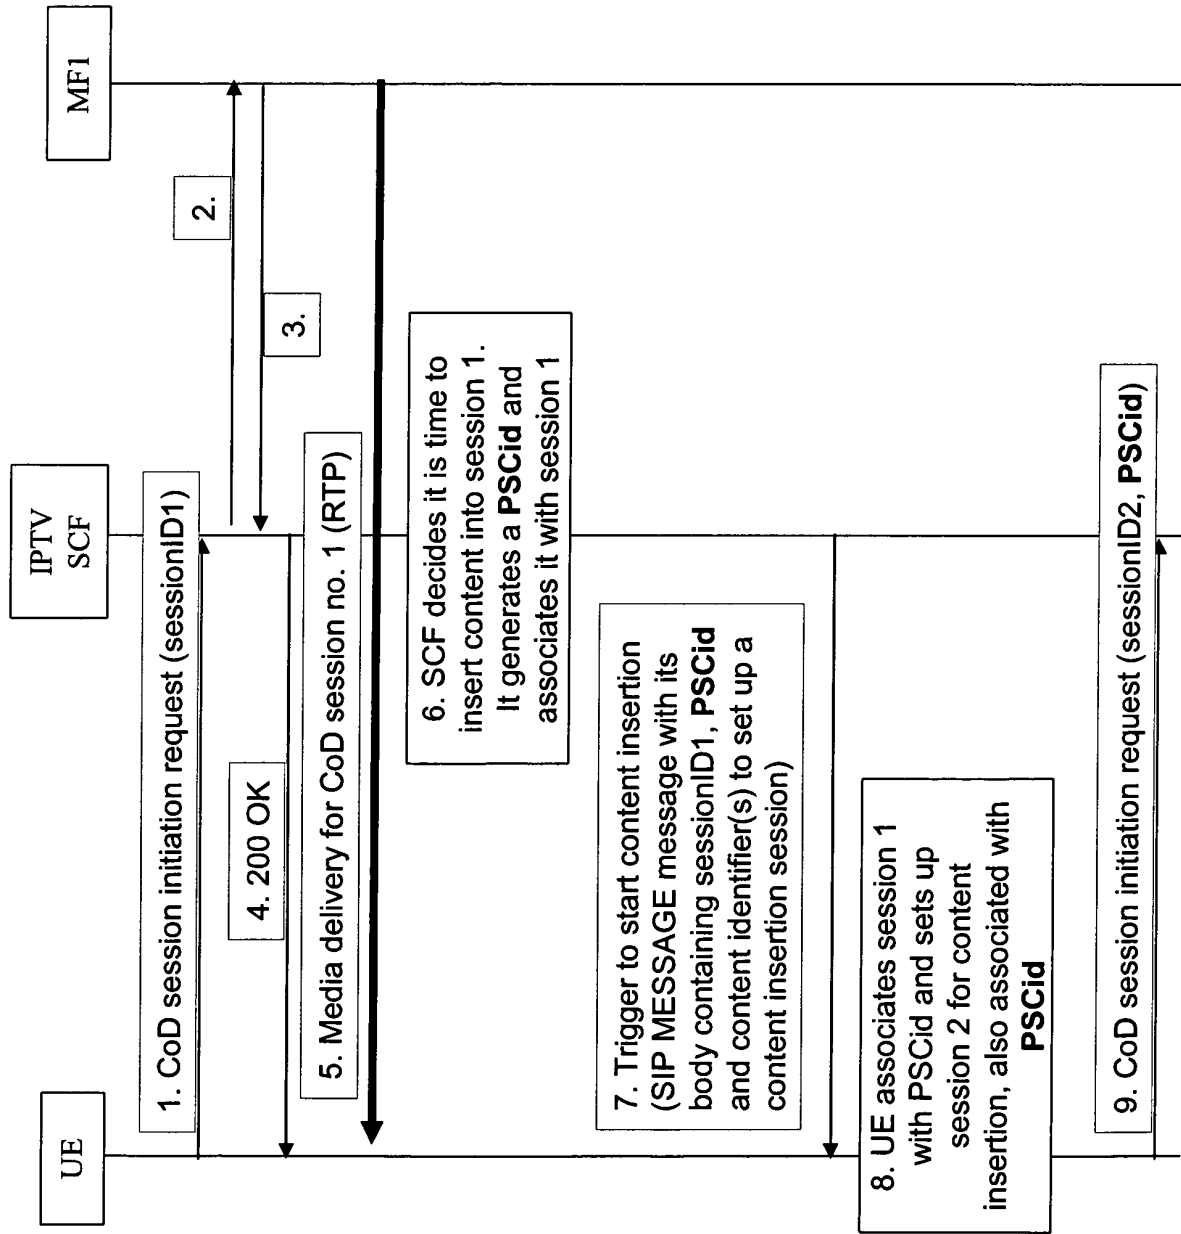 UE
IPTV
SCF
MF1
1. CoD session initiation request (sessionID1)
2.
3.
4. 200 OK
5. Media delivery for CoD session no. 1 (RTP)
6. SCF decides it is time to
insert content into session 1.
It generates a PSCid and
associates it with session 1
7. Trigger to start content insertion
(SIP MESSAGE message with its
body containing sessionID1, PSCid
and content identifier(s) to set up a
content insertion session)
8. UE associates session 1
with PSCid and sets up
session 2 for content
insertion, also associated with
PSCid
9. CoD session initiation request (sessionID2, PSCid)